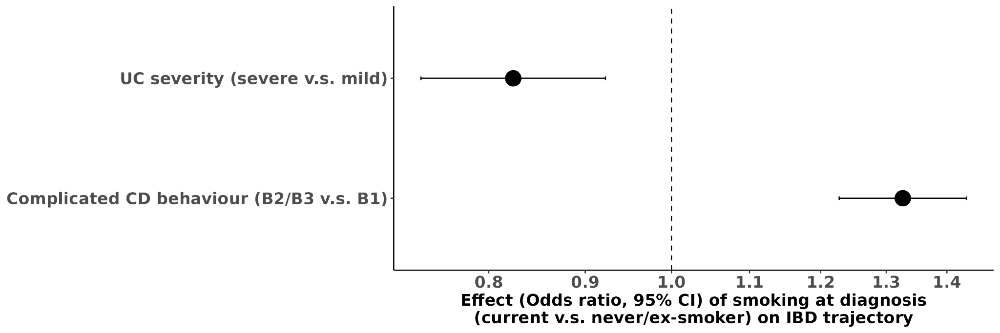 UC severity (severe v.s. mild)
Complicated CD behaviour (B2/B3 v.s. B1)
0.8 0.9 1.0 1.1 1.2 1.3 1.4
Effect (Odds ratio, 95% CI) of smoking at diagnosis
(current v.s. never/ex-smoker) on IBD trajectory